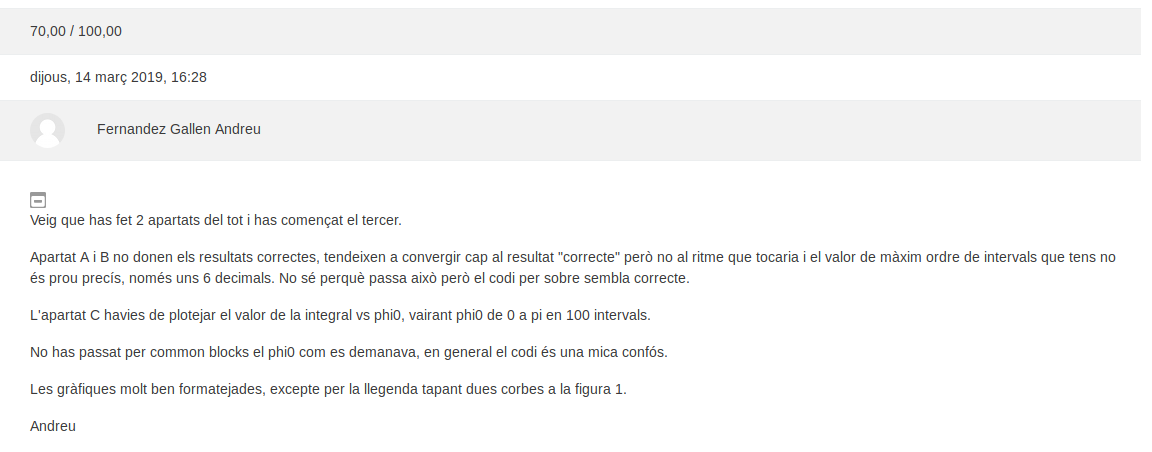 70,00 / 100,00
dijous, 14 març 2019, 16:28
Fernandez Gallen Andreu
Veig que has fet 2 apartats del tot i has començat el tercer.
Apartat A i B no donen els resultats correctes, tendeixen a convergir cap al resultat "correcte" però no al ritme que tocaria i el valor de màxim ordre de intervals que tens no
és prou precís, només uns 6 decimals. No sé perquè passa això però el codi per sobre sembla correcte.
L'apartat C havies de plotejar el valor de la integral vs phi0, vairant phi0 de 0 a pi en 100 intervals.
No has passat per common blocks el phi0 com es demanava, en general el codi és una mica confós.
Les gràfiques molt ben formatejades, excepte per la llegenda tapant dues corbes a la figura 1.
Andreu